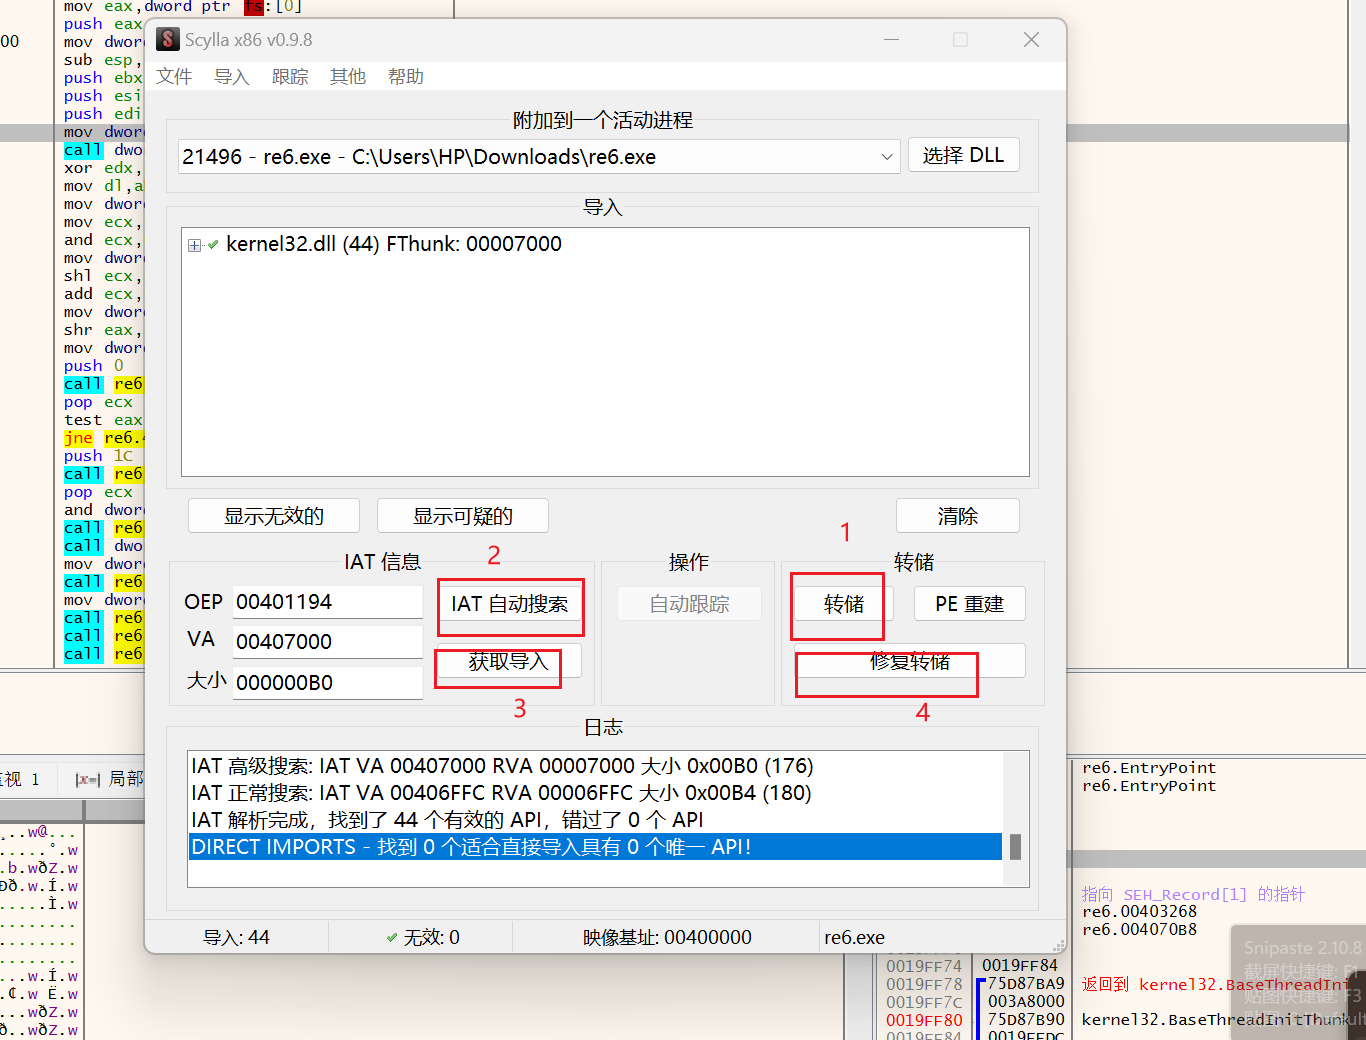 mov eax,dword ptr fs:[0]
push eax
00
mov dword
sub esp,
push ebx
push esi
push edi
mov dword
call dwo
xor edx,
mov dl,a
mov dword
mov ecx,
and ecx,
mov dword
shl ecx,
add ecx,
mov dword
shr eax,
mov dword
push 0
call re6
pop ecx
test eax
jne re6.
push 1C
call re6
pop ecx
and dword
call re6
call dwo
mov dword
call re6
mov dword
call re6
call re6
call re6
Scylla x86 v0.9.8
文件 导入 跟踪 其他 帮助
附加到一个活动进程
21496 - re6.exe - C:\Users\HP\Downloads\re6.exe
选择 DLL
导入
kernel32.dll (44) FThunk: 00007000
显示无效的 显示可疑的 清除
IAT 信息 2 操作 1 转储
OEP 00401194 IAT 自动搜索 自动跟踪 转储 PE 重建
VA 00407000 获取导入 修复转储
大小 000000B0
3 4
日志
IAT 高级搜索: IAT VA 00407000 RVA 00007000 大小 0x00B0 (176)
IAT 正常搜索: IAT VA 00406FFC RVA 00006FFC 大小 0x00B4 (180)
IAT 解析完成，找到了 44 个有效的 API，错过了 0 个 API
DIRECT IMPORTS - 找到 0 个适合直接导入具有 0 个唯一 API!
导入: 44 无效: 0 映像基址: 00400000 re6.exe
视 1 局部
re6.EntryPoint
re6.EntryPoint
指向 SEH_Record[1] 的指针
re6.00403268
re6.004070B8
返回到 kernel32.BaseThreadIni
kernel32.BaseThreadInitThunk
0019FF74 0019FF84
0019FF78 75D87BA9
0019FF7C 003A8000
0019FF80 75D87B90
0019FF84 0019FFDC
Snipaste 2.10.8
截屏快捷键: F1
贴图快捷键: F3